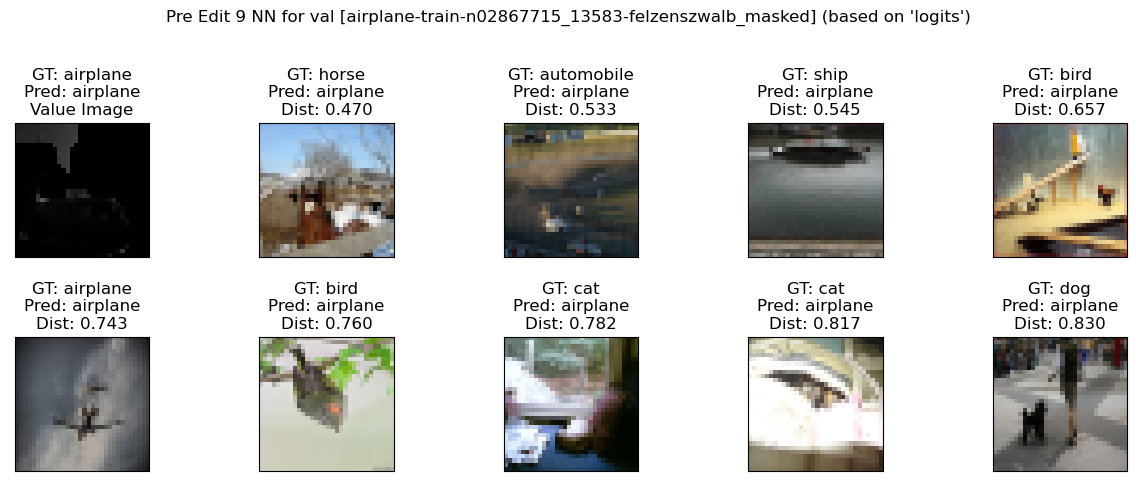 Pre Edit 9 NN for val [airplane-train-n02867715_13583-felzenszwalb_masked] (based on 'logits')
GT: airplane
Pred: airplane
Value Image
GT: horse
Pred: airplane
Dist: 0.470
GT: automobile
Pred: airplane
Dist: 0.533
GT: ship
Pred: airplane
Dist: 0.545
GT: bird
Pred: airplane
Dist: 0.657
GT: airplane
Pred: airplane
Dist: 0.743
GT: bird
Pred: airplane
Dist: 0.760
GT: cat
Pred: airplane
Dist: 0.782
GT: cat
Pred: airplane
Dist: 0.817
GT: dog
Pred: airplane
Dist: 0.830